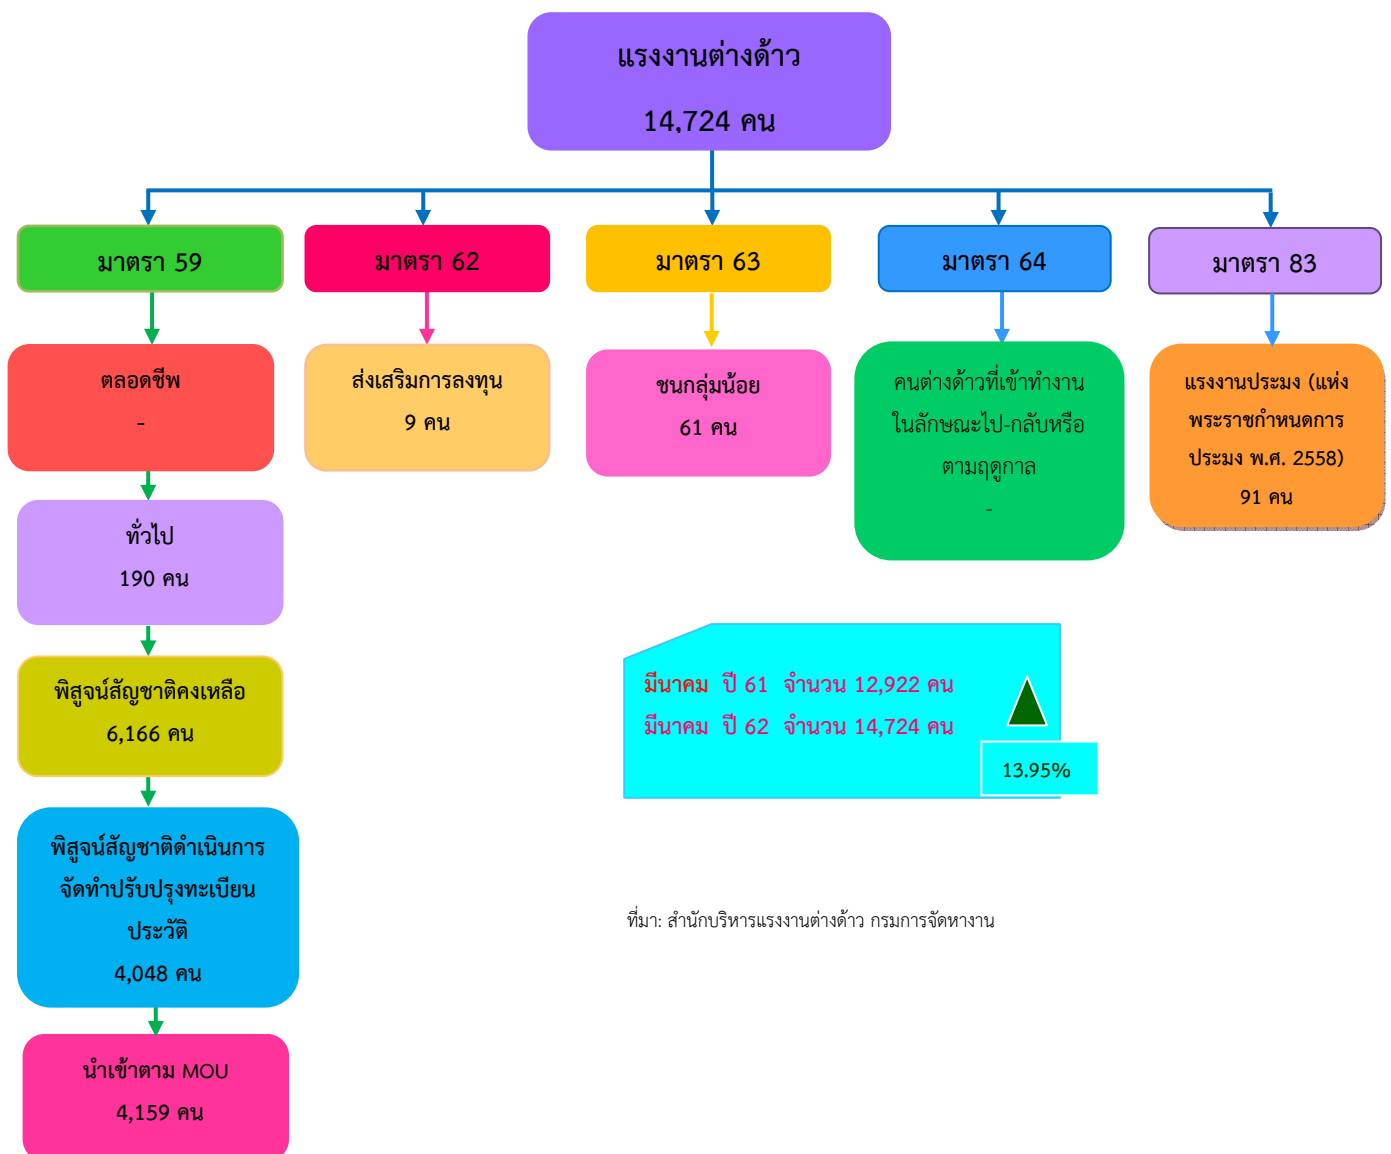 แรงงานต่างด้าว
14,724 คน
มาตรา 59
มาตรา 62
มาตรา 63
มาตรา 64
มาตรา 83
ตลอดชีพ
-
ส่งเสริมการลงทุน
9 คน
ชนกลุ่มน้อย
61 คน
คนต่างด้าวที่เข้าทำงาน
ในลักษณะไป-กลับหรือ
ตามฤดูกาล
-
แรงงานประมง (แห่ง
พระราชกำหนดการ
ประมง พ.ศ. 2558)
91 คน
ทั่วไป
190 คน
พิสูจน์สัญชาติคงเหลือ
6,166 คน
พิสูจน์สัญชาติดำเนินการ
จัดทำปรับปรุงทะเบียน
ประวัติ
4,048 คน
นำเข้าตาม MOU
4,159 คน
มีนาคม ปี 61 จำนวน 12,922 คน
มีนาคม ปี 62 จำนวน 14,724 คน
13.95%
ที่มา: สำนักบริหารแรงงานต่างด้าว กรมการจัดหางาน